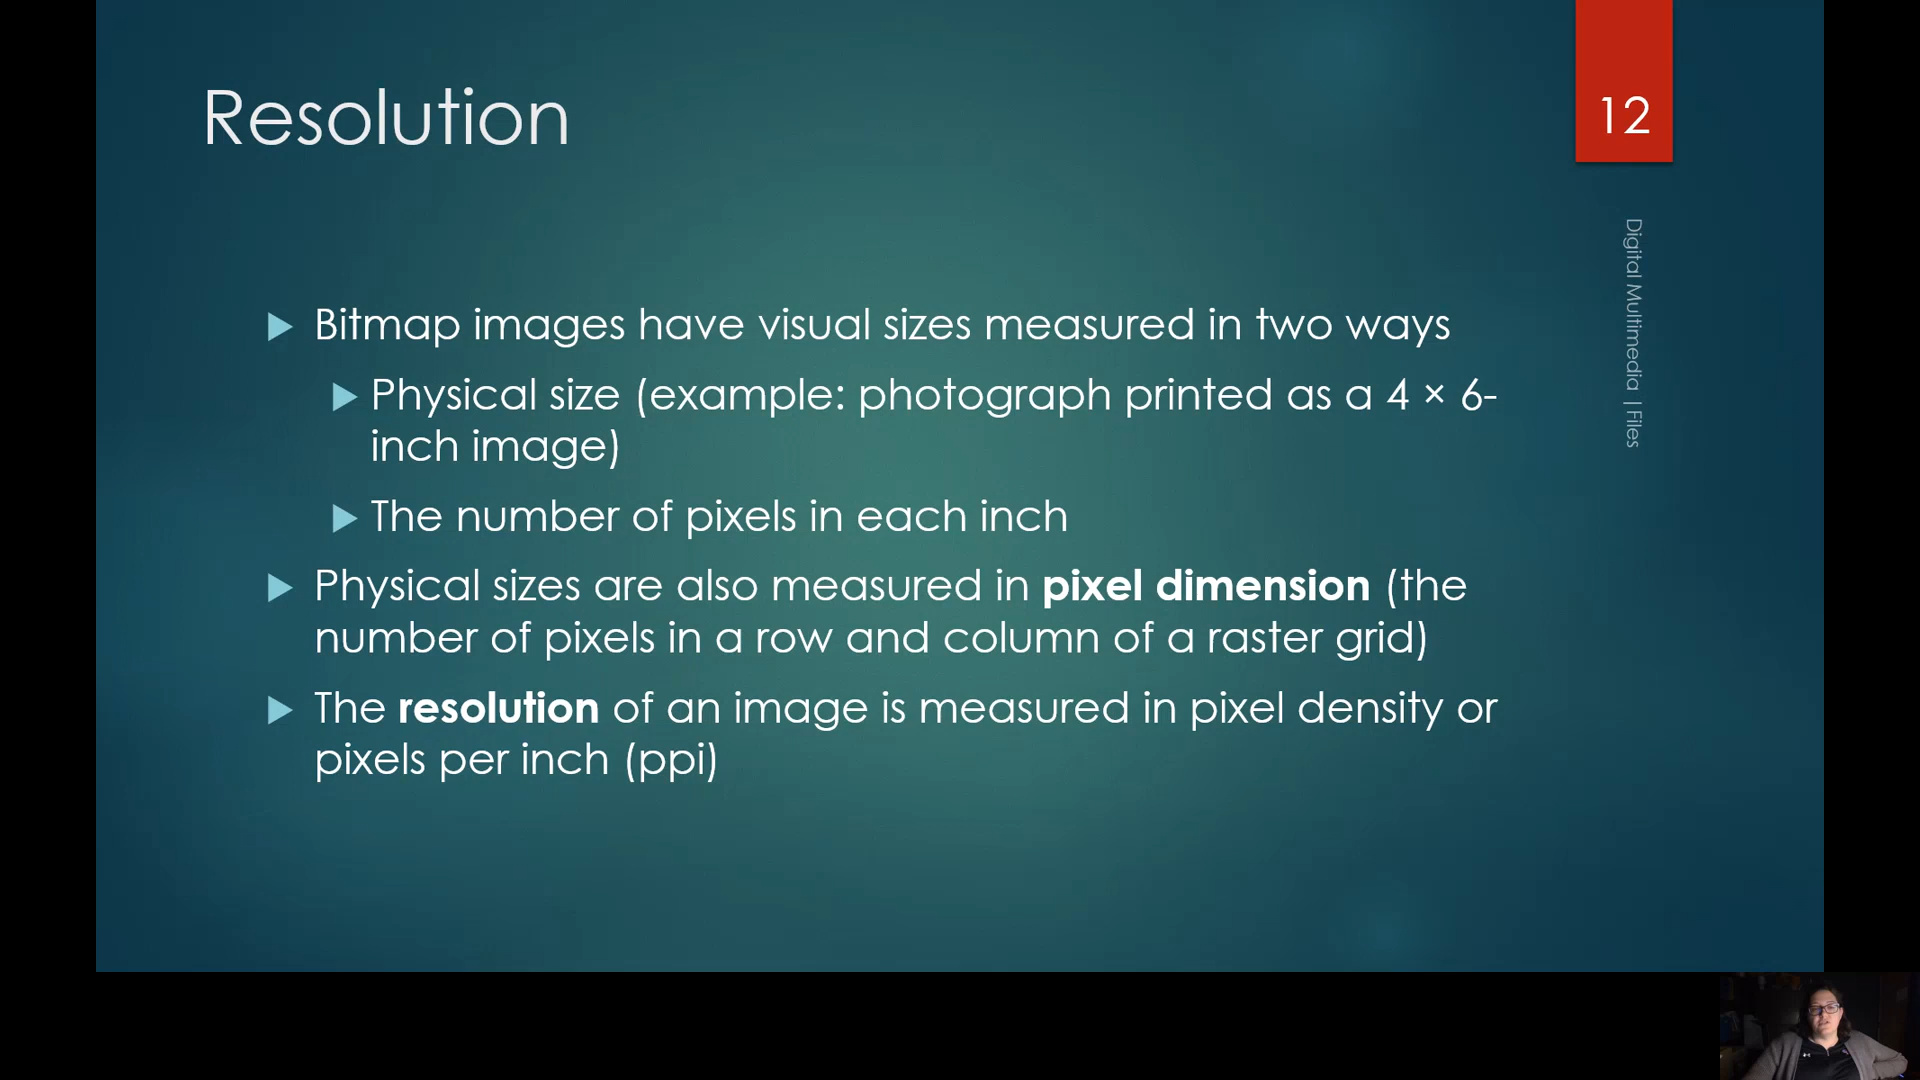 Resolution
12
Digital Multimedia | Files
Bitmap images have visual sizes measured in two ways
Physical size (example: photograph printed as a 4 × 6-
inch image)
The number of pixels in each inch
Physical sizes are also measured in pixel dimension (the
number of pixels in a row and column of a raster grid)
The resolution of an image is measured in pixel density or
pixels per inch (ppi)